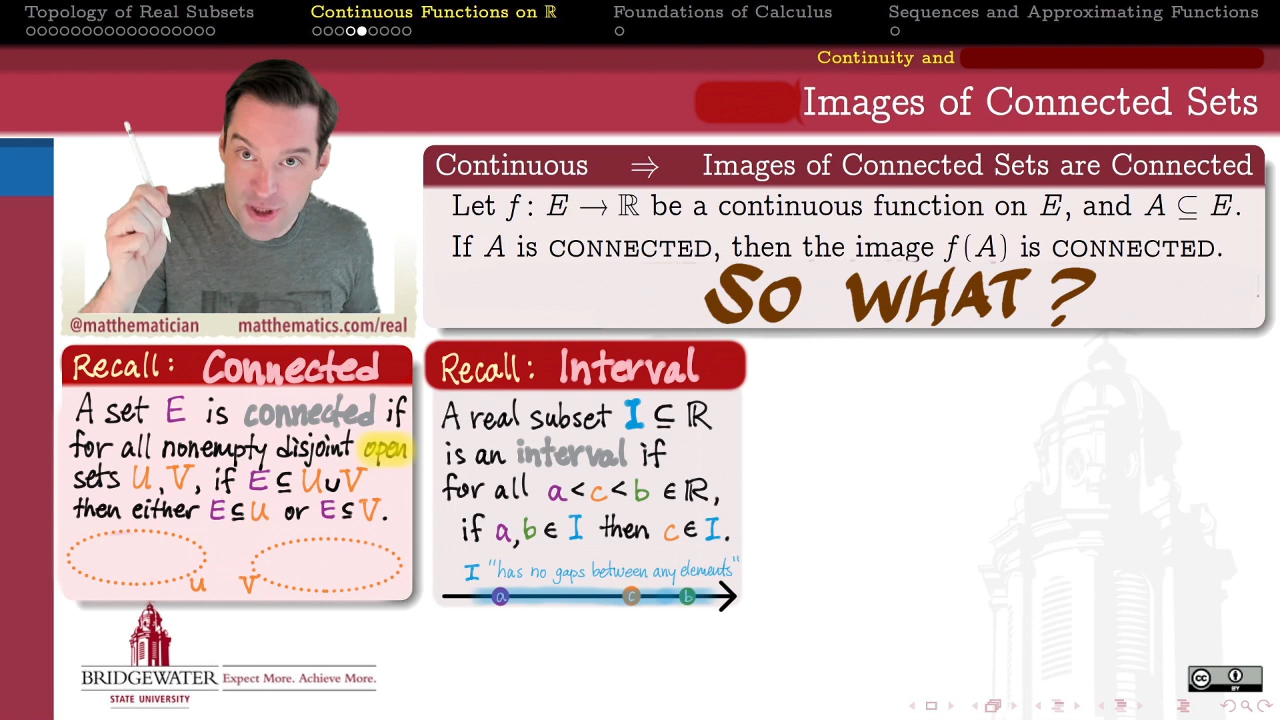 Topology of Real Subsets
Continuous Functions on ℝ
Foundations of Calculus
Sequences and Approximating Functions
Continuity and
Images of Connected Sets
Continuous ⇒ Images of Connected Sets are Connected
Let f: E → ℝ be a continuous function on E, and A ⊆ E.
If A is CONNECTED, then the image f(A) is CONNECTED.
SO WHAT?
@matthematician matthematics.com/real
Recall: Connected
A set E is connected if
for all nonempty disjoint open
sets U, V, if E ⊆ U∪V
then either E⊆U or E⊆V.
U V
Recall: Interval
A real subset I ⊆ ℝ
is an interval if
for all a<c<b ∈ ℝ,
if a,b ∈ I then c ∈ I.
I "has no gaps between any elements"
a c b
BRIDGEWATER
STATE UNIVERSITY
Expect More. Achieve More.
CC BY